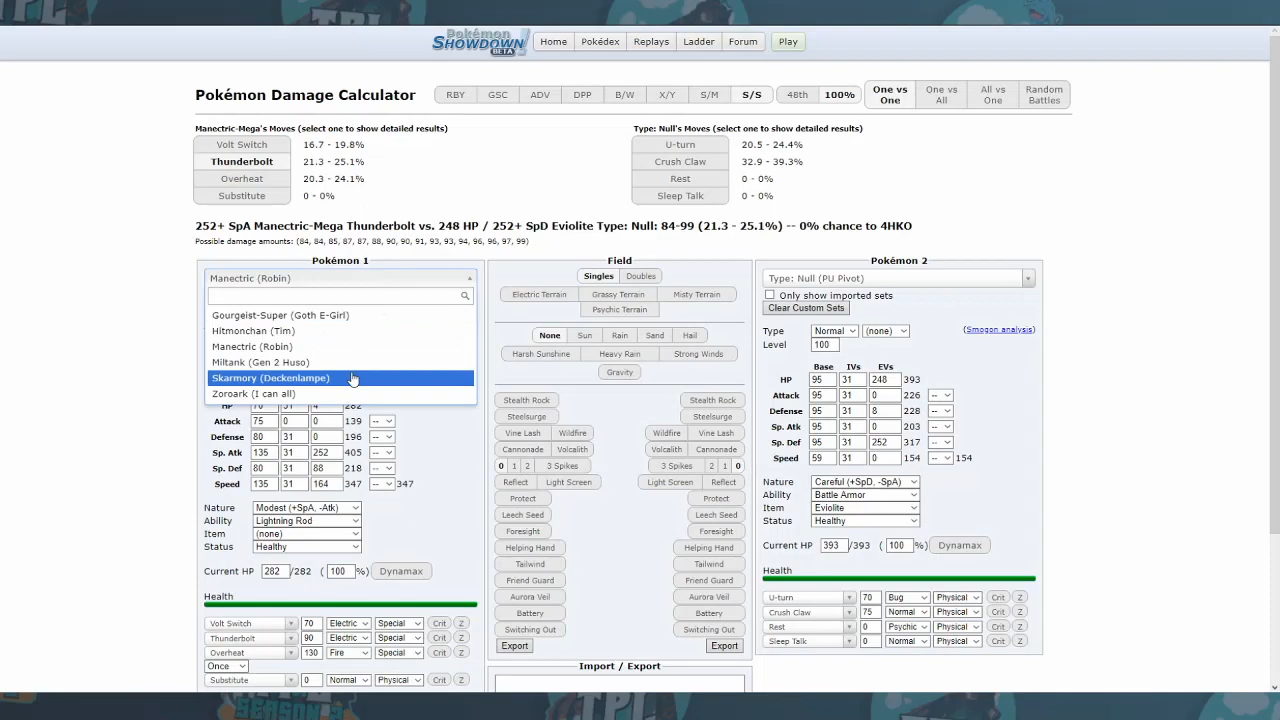 Pokémon SHOWDOWN! BETA Home Pokédex Replays Ladder Forum Play
Pokémon Damage Calculator RBY GSC ADV DPP B/W X/Y S/M S/S 48th 100% One vs One One vs All All vs One Random Battles
Manectric-Mega's Moves (select one to show detailed results) Type: Null's Moves (select one to show detailed results)
Volt Switch 16.7 - 19.8% U-turn 20.5 - 24.4%
Thunderbolt 21.3 - 25.1% Crush Claw 32.9 - 39.3%
Overheat 20.3 - 24.1% Rest 0 - 0%
Substitute 0 - 0% Sleep Talk 0 - 0%
252+ SpA Manectric-Mega Thunderbolt vs. 248 HP / 252+ SpD Eviolite Type: Null: 84-99 (21.3 - 25.1%) -- 0% chance to 4HKO
Possible damage amounts: (84, 84, 85, 87, 87, 88, 90, 90, 91, 93, 93, 94, 96, 96, 97, 99)
Pokémon 1
Manectric (Robin)
Gourgeist-Super (Goth E-Girl)
Hitmonchan (Tim)
Manectric (Robin)
Miltank (Gen 2 Huso)
Skarmory (Deckenlampe)
Zoroark (I can all)
HP 70 31 4 282
Attack 75 0 0 139 --
Defense 80 31 0 196 --
Sp. Atk 135 31 252 405 --
Sp. Def 80 31 88 218 --
Speed 135 31 164 347 -- 347
Nature Modest (+SpA, -Atk)
Ability Lightning Rod
Item (none)
Status Healthy
Current HP 282 /282 ( 100 %) Dynamax
Health
Volt Switch 70 Electric Special Crit Z
Thunderbolt 90 Electric Special Crit Z
Overheat 130 Fire Special Crit Z
Once
Substitute 0 Normal Physical Crit Z
Field
Singles Doubles
Electric Terrain Grassy Terrain Misty Terrain
Psychic Terrain
None Sun Rain Sand Hail
Harsh Sunshine Heavy Rain Strong Winds
Gravity
Stealth Rock Stealth Rock
Steelsurge Steelsurge
Vine Lash Wildfire Wildfire Vine Lash
Cannonade Volcalith Volcalith Cannonade
0 1 2 3 Spikes 3 Spikes 2 1 0
Reflect Light Screen Light Screen Reflect
Protect Protect
Leech Seed Leech Seed
Foresight Foresight
Helping Hand Helping Hand
Tailwind Tailwind
Friend Guard Friend Guard
Aurora Veil Aurora Veil
Battery Battery
Switching Out Switching Out
Export Export
Import / Export
Pokémon 2
Type: Null (PU Pivot)
Only show imported sets
Clear Custom Sets
Type Normal (none) (Smogon analysis)
Level 100
Base IVs EVs
HP 95 31 248 393
Attack 95 31 0 226 --
Defense 95 31 8 228 --
Sp. Atk 95 31 0 203 --
Sp. Def 95 31 252 317 --
Speed 59 31 0 154 -- 154
Nature Careful (+SpD, -SpA)
Ability Battle Armor
Item Eviolite
Status Healthy
Current HP 393 /393 ( 100 %) Dynamax
Health
U-turn 70 Bug Physical Crit Z
Crush Claw 75 Normal Physical Crit Z
Rest 0 Psychic Physical Crit Z
Sleep Talk 0 Normal Physical Crit Z